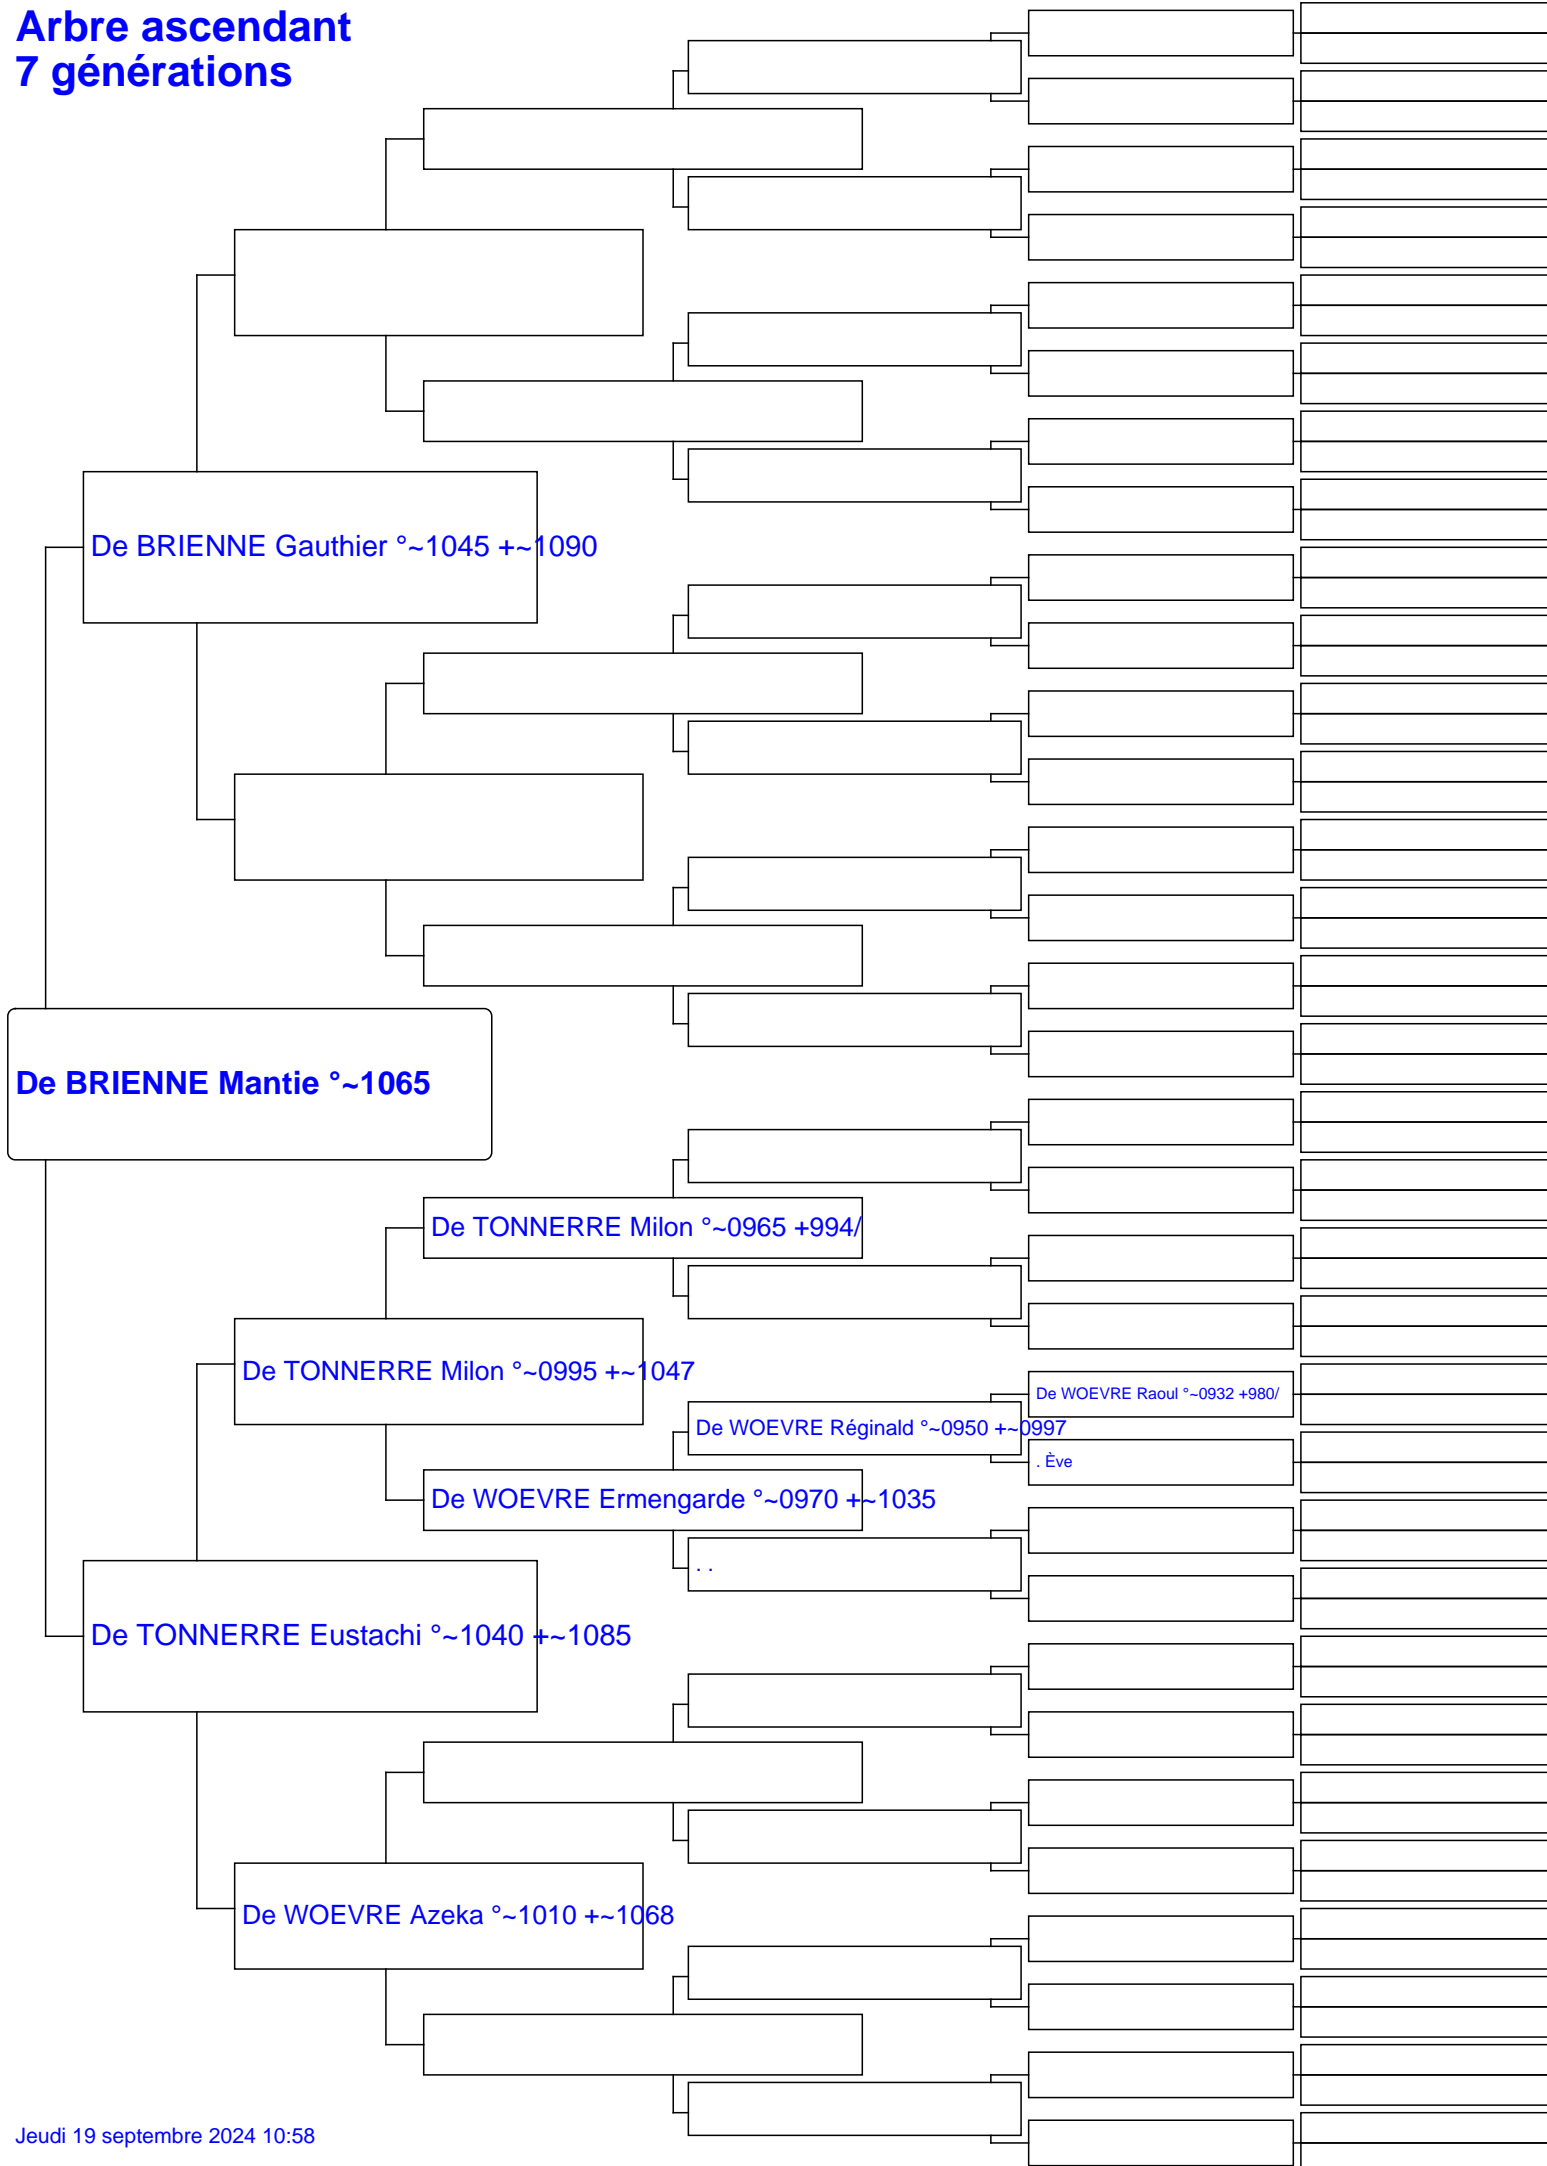 Arbre ascendant
7 générations
De BRIENNE Gauthier °~1045 +~1090
De BRIENNE Mantie °~1065
De TONNERRE Milon °~0965 +994/
De TONNERRE Milon °~0995 +~1047
De WOEVRE Raoul °~0932 +980/
De WOEVRE Réginald °~0950 +~0997
. Ève
De WOEVRE Ermengarde °~0970 +~1035
. .
De TONNERRE Eustachi °~1040 +~1085
De WOEVRE Azeka °~1010 +~1068
Jeudi 19 septembre 2024 10:58